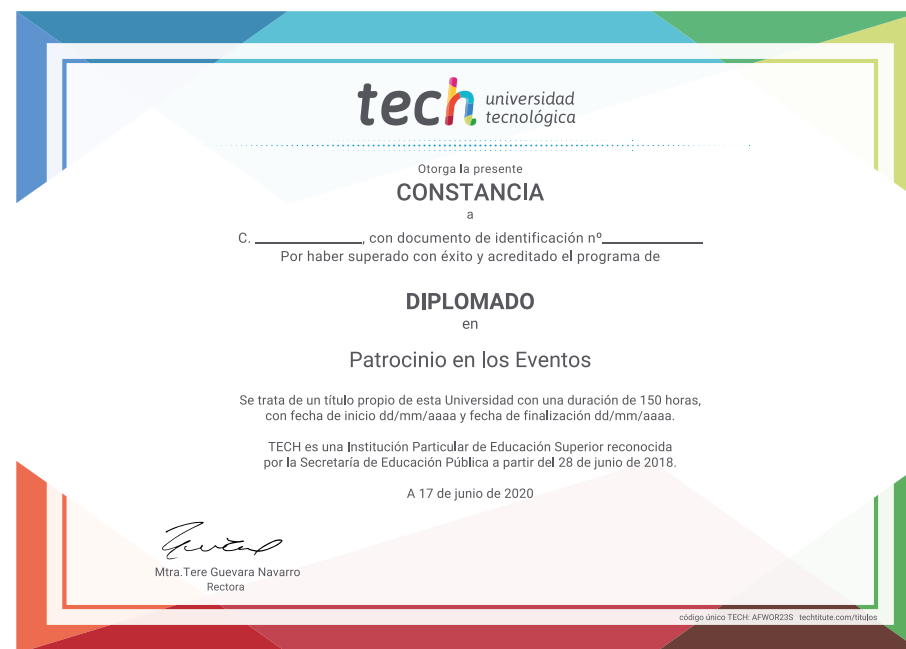 tech universidad
tecnológica
Otorga la presente
CONSTANCIA
a
C. ______________, con documento de identificación nº_____________
Por haber superado con éxito y acreditado el programa de
DIPLOMADO
en
Patrocinio en los Eventos
Se trata de un título propio de esta Universidad con una duración de 150 horas,
con fecha de inicio dd/mm/aaaa y fecha de finalización dd/mm/aaaa.
TECH es una Institución Particular de Educación Superior reconocida
por la Secretaría de Educación Pública a partir del 28 de junio de 2018.
A 17 de junio de 2020
Mtra.Tere Guevara Navarro
Rectora
código único TECH: AFWOR23S techtitute.com/titulos